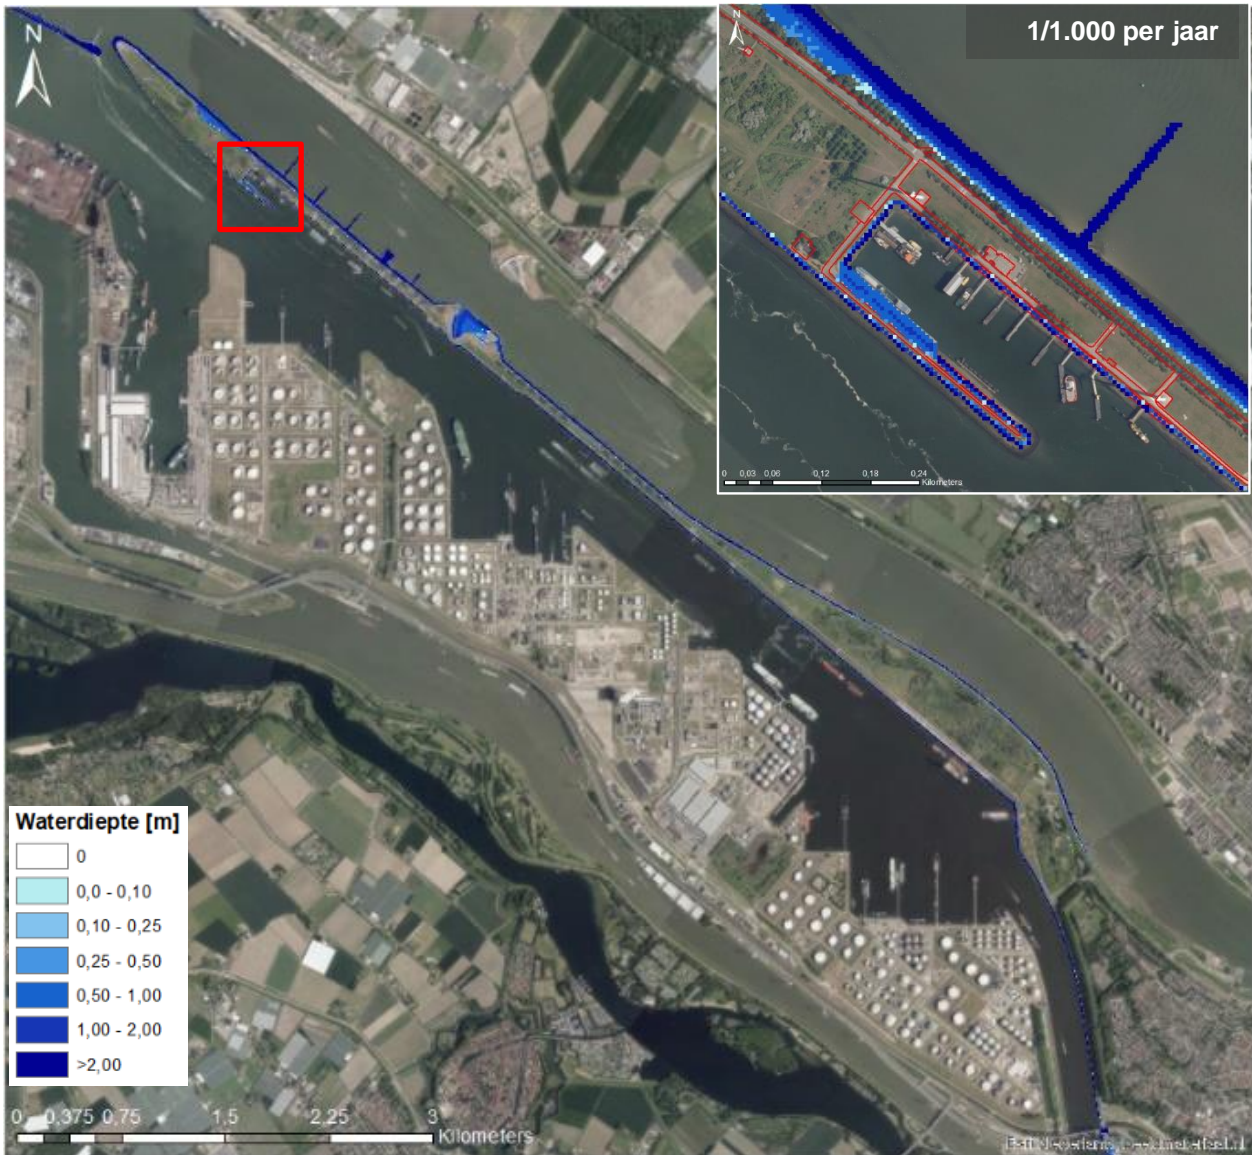 N
N
1/1.000 per jaar
0 0,03 0,06 0,12 0,18 0,24
Kilometers
Waterdiepte [m]
0
0,0 - 0,10
0,10 - 0,25
0,25 - 0,50
0,50 - 1,00
1,00 - 2,00
>2,00
0 0,375 0,75 1,5 2,25 3
Kilometers
Esri Nederland